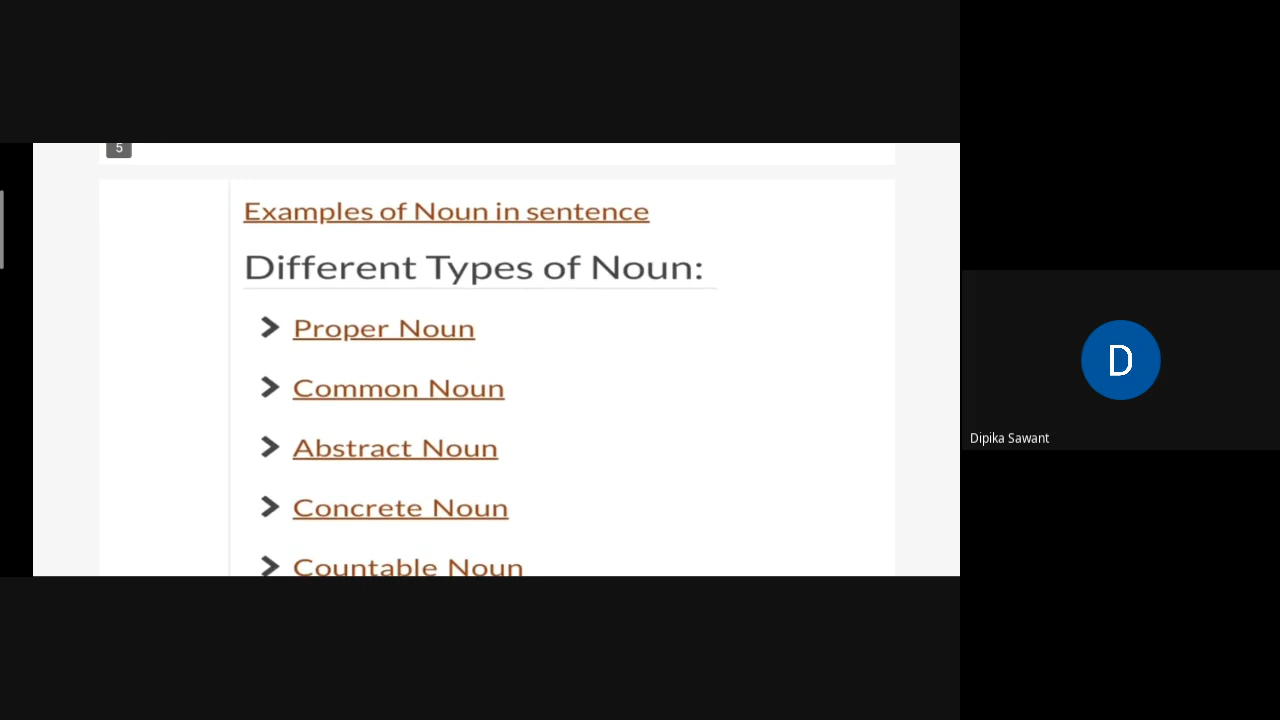 5
Examples of Noun in sentence
Different Types of Noun:
Proper Noun
Common Noun
Abstract Noun
Concrete Noun
Countable Noun
D
Dipika Sawant